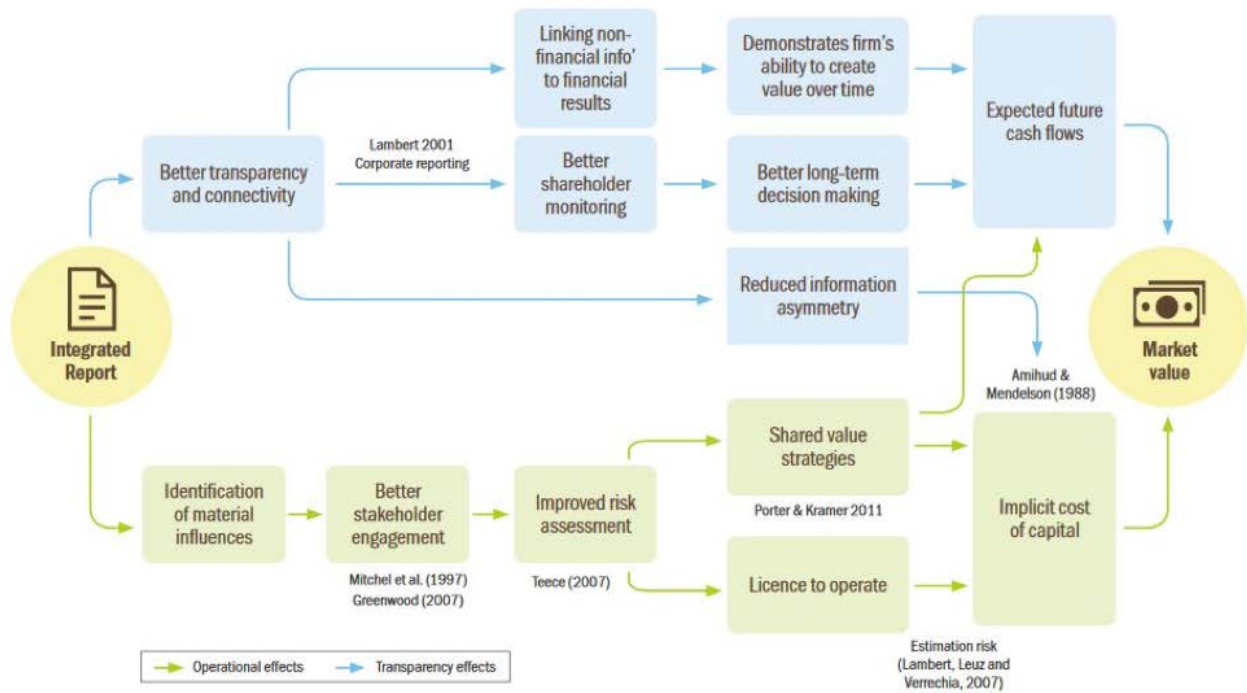 Linking non-
financial info'
to financial
results
Demonstrates firm's
ability to create
value over time
Expected future
cash flows
Better transparency
and connectivity
Lambert 2001
Corporate reporting
Better
shareholder
monitoring
Better long-term
decision making
Reduced information
asymmetry
Integrated
Report
Market
value
Amihud &
Mendelson (1988)
Identification
of material
influences
Better
stakeholder
engagement
Mitchel et al. (1997)
Greenwood (2007)
Improved risk
assessment
Teece (2007)
Shared value
strategies
Porter & Kramer 2011
Licence to operate
Implicit cost
of capital
Estimation risk
(Lambert, Leuz and
Verrechia, 2007)
Operational effects
Transparency effects